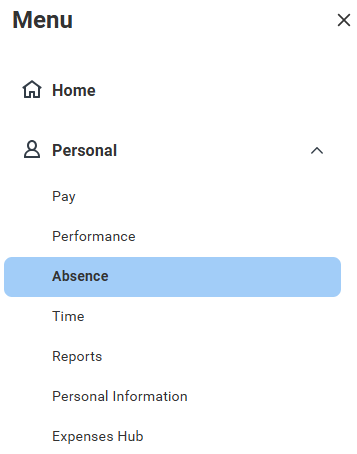 Menu
Home
Personal
Pay
Performance
Absence
Time
Reports
Personal Information
Expenses Hub